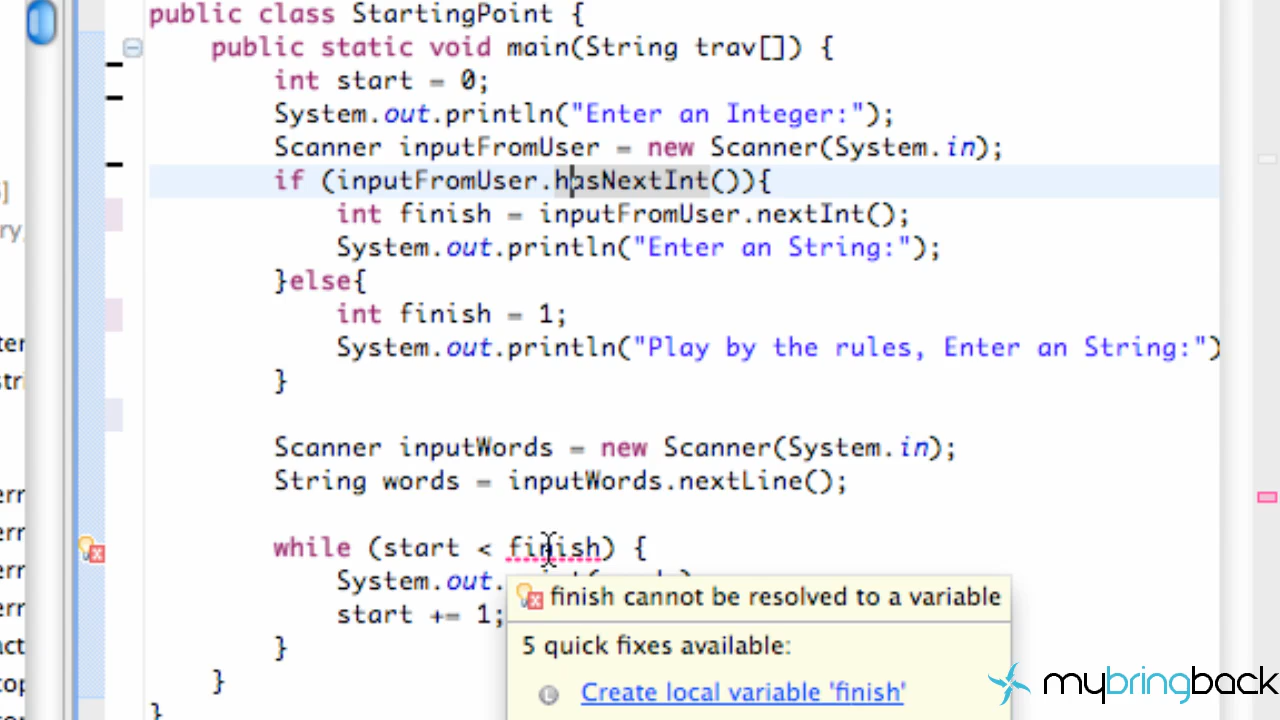 public class StartingPoint {
public static void main(String trav[]) {
int start = 0;
System.out.println("Enter an Integer:");
Scanner inputFromUser = new Scanner(System.in);
if (inputFromUser.hasNextInt()){
int finish = inputFromUser.nextInt();
System.out.println("Enter an String:");
}else{
int finish = 1;
System.out.println("Play by the rules, Enter an String:")
}
Scanner inputWords = new Scanner(System.in);
String words = inputWords.nextLine();
while (start < finish) {
System.out.
finish cannot be resolved to a variable
start += 1;
5 quick fixes available:
}
Create local variable 'finish'
}
mybringback
}